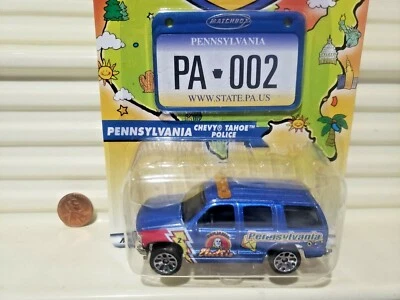 MATCHBOX
PENNSYLVANIA
PA 002
WWW.STATE.PA.US
PENNSYLVANIA
CHEVY® TAHOE™
POLICE
Pennsylvania